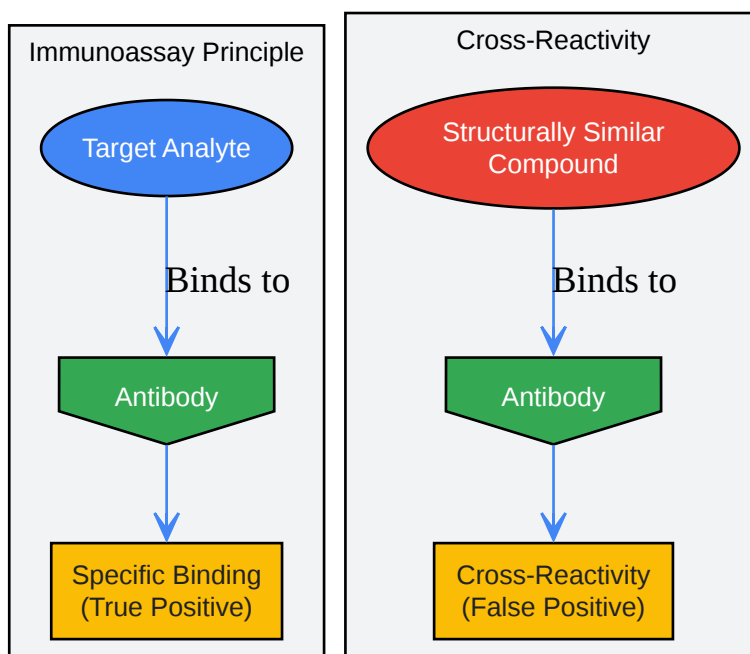 Immunoassay Principle
Target Analyte
Binds to
Antibody
Specific Binding
(True Positive)
Cross-Reactivity
Structurally Similar
Compound
Binds to
Antibody
Cross-Reactivity
(False Positive)